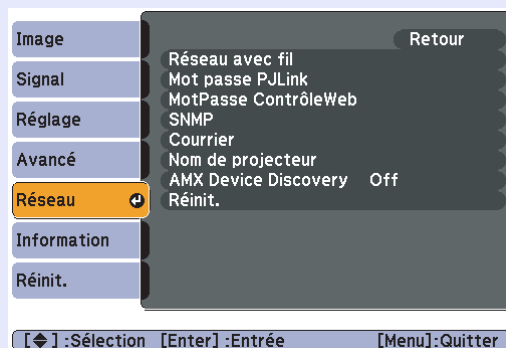 Image
Signal
Réglage
Avancé
Réseau
Information
Réinit.
Retour
Réseau avec fil
Mot passe PJLink
MotPasse ContrôleWeb
SNMP
Courrier
Nom de projecteur
AMX Device Discovery Off
Réinit.
[◆] :Sélection [Enter] :Entrée [Menu]:Quitter